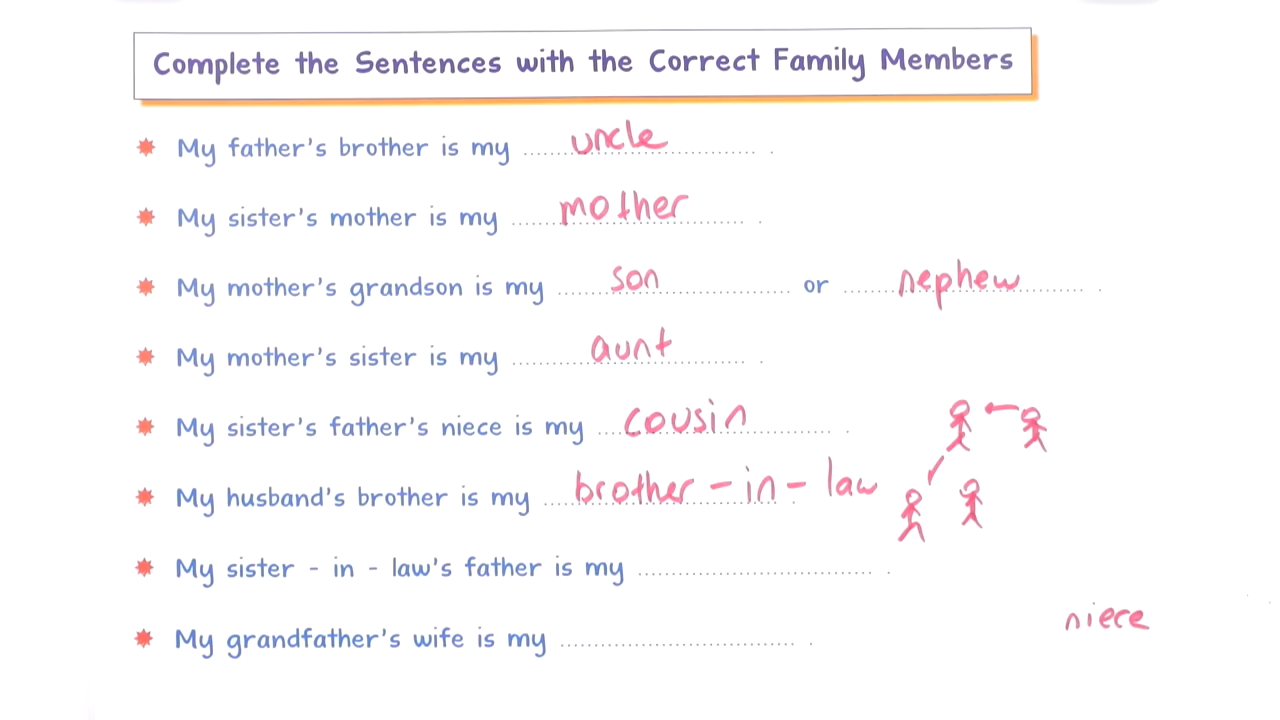 Complete the Sentences with the Correct Family Members
My father's brother is my ...uncle... .
My sister's mother is my ...mother... .
My mother's grandson is my ...son... or ...nephew... .
My mother's sister is my ...aunt... .
My sister's father's niece is my ...cousin... .
My husband's brother is my ...brother-in-law
My sister - in - law's father is my ........ .
niece
My grandfather's wife is my ........ .